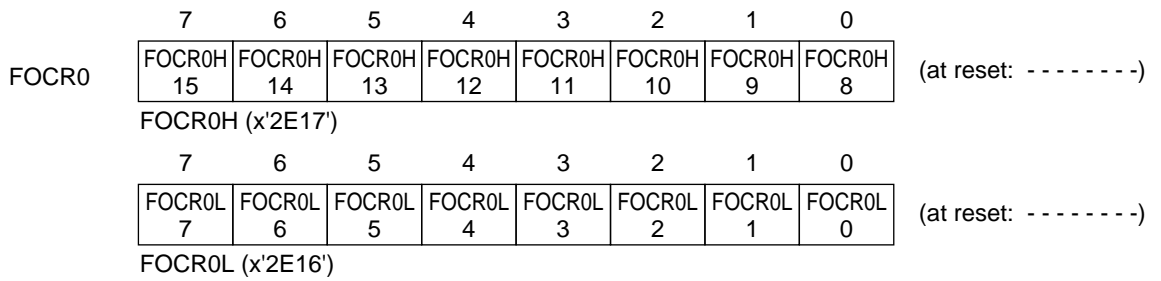 7 6 5 4 3 2 1 0
FOCR0 FOCR0H FOCR0H FOCR0H FOCR0H FOCR0H FOCR0H FOCR0H FOCR0H (at reset: - - - - - - - -)
15 14 13 12 11 10 9 8
FOCR0H (x'2E17')
7 6 5 4 3 2 1 0
FOCR0L FOCR0L FOCR0L FOCR0L FOCR0L FOCR0L FOCR0L FOCR0L (at reset: - - - - - - - -)
7 6 5 4 3 2 1 0
FOCR0L (x'2E16')